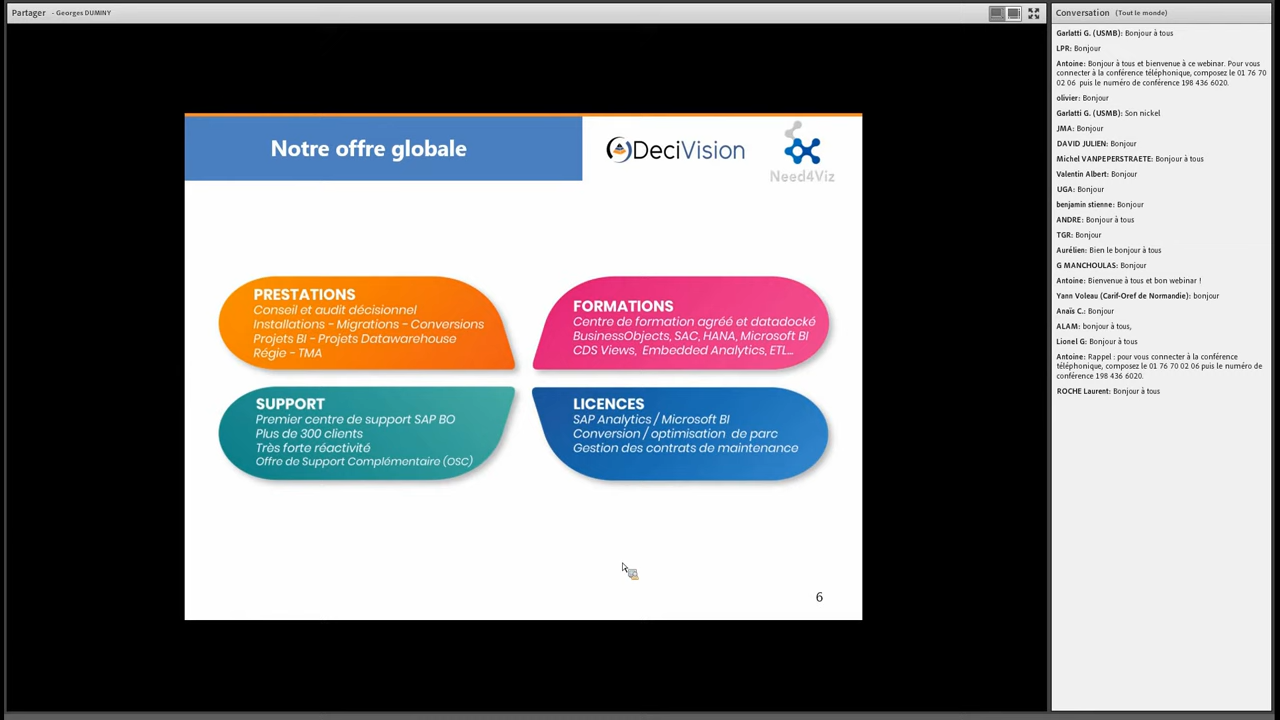 Partager - Georges DUMINY
Notre offre globale
DeciVision
Need4Viz
PRESTATIONS
Conseil et audit décisionnel
Installations - Migrations - Conversions
Projets BI - Projets Datawarehouse
Régie - TMA
FORMATIONS
Centre de formation agréé et datadocké
BusinessObjects, SAC, HANA, Microsoft BI
CDS Views, Embedded Analytics, ETL...
SUPPORT
Premier centre de support SAP BO
Plus de 300 clients
Très forte réactivité
Offre de Support Complémentaire (OSC)
LICENCES
SAP Analytics / Microsoft BI
Conversion / optimisation de parc
Gestion des contrats de maintenance
6
Conversation (Tout le monde)
Garlatti G. (USMB): Bonjour à tous
LPR: Bonjour
Antoine: Bonjour à tous et bienvenue à ce webinar. Pour vous
connecter à la conférence téléphonique, composez le 01 76 70
02 06 puis le numéro de conférence 198 436 6020.
olivier: Bonjour
Garlatti G. (USMB): Son nickel
JMA: Bonjour
DAVID JULIEN: Bonjour
Michel VANPEPERSTRAETE: Bonjour à tous
Valentin Albert: Bonjour
UGA: Bonjour
benjamin stienne: Bonjour
ANDRE: Bonjour à tous
TGR: Bonjour
Aurélien: Bien le bonjour à tous
G MANCHOULAS: Bonjour
Antoine: Bienvenue à tous et bon webinar !
Yann Voleau (Carif-Oref de Normandie): bonjour
Anaïs C.: Bonjour
ALAM: bonjour à tous,
Lionel G: Bonjour à tous
Antoine: Rappel : pour vous connecter à la conférence
téléphonique, composez le 01 76 70 02 06 puis le numéro de
conférence 198 436 6020.
ROCHE Laurent: Bonjour à tous